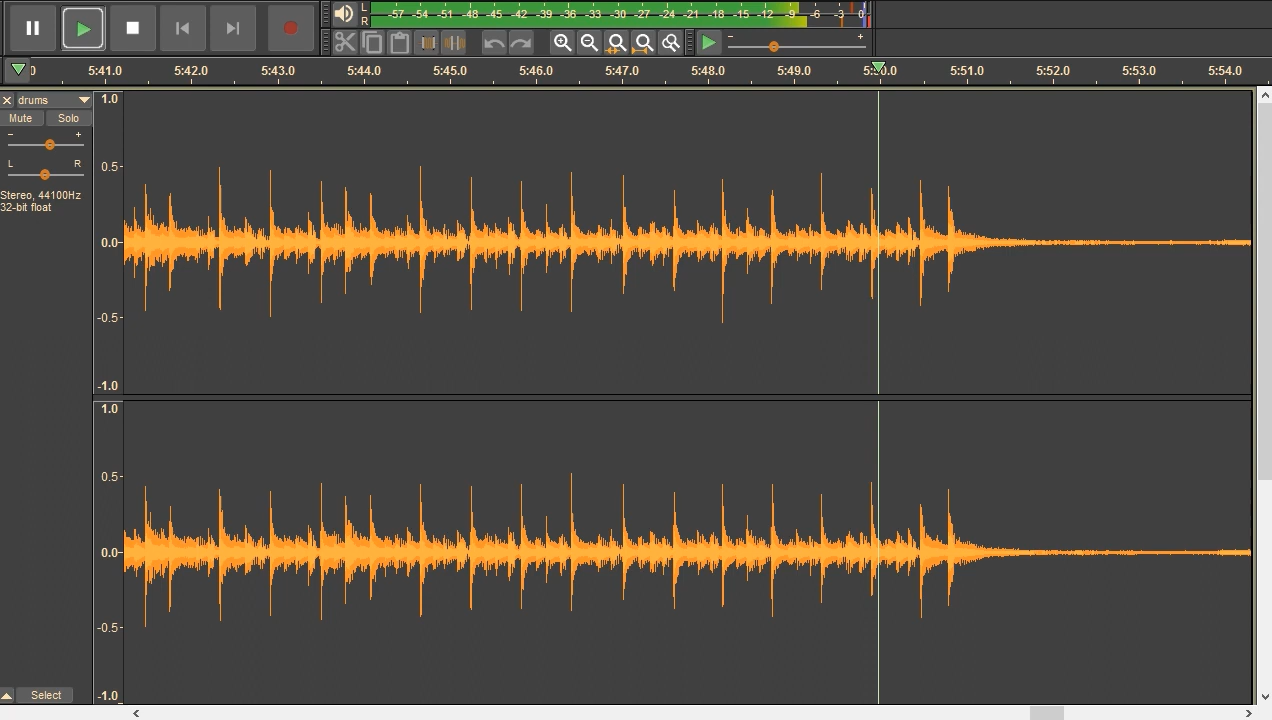 L -57 -54 -51 -48 -45 -42 -39 -36 -33 -30 -27 -24 -21 -18 -15 -12 -9 -6 -3 0
R
- +
0 5:41.0 5:42.0 5:43.0 5:44.0 5:45.0 5:46.0 5:47.0 5:48.0 5:49.0 5:50.0 5:51.0 5:52.0 5:53.0 5:54.0
drums
Mute Solo
- +
L R
Stereo, 44100Hz
32-bit float
1.0
0.5
0.0
-0.5
-1.0
1.0
0.5
0.0
-0.5
-1.0
Select